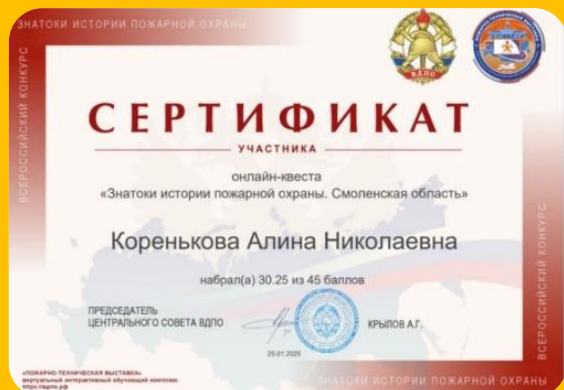 ЗНАТОКИ ИСТОРИИ ПОЖАРНОЙ ОХРАНЫ
ВСЕРОССИЙСКИЙ КОНКУРС
ВДПО
СЕРТИФИКАТ
УЧАСТНИКА
онлайн-квеста
«Знатоки истории пожарной охраны. Смоленская область»
Коренькова Алина Николаевна
набрал(а) 30.25 из 45 баллов
ПРЕДСЕДАТЕЛЬ
ЦЕНТРАЛЬНОГО СОВЕТА ВДПО
КРЫЛОВ А.Г.
25.01.2025
ВСЕРОССИЙСКИЙ КОНКУРС
«ПОЖАРНО-ТЕХНИЧЕСКАЯ ВЫСТАВКА»
виртуальный интерактивный обучающий комплекс
ЗНАТОКИ ИСТОРИИ ПОЖАРНОЙ ОХРАНЫ